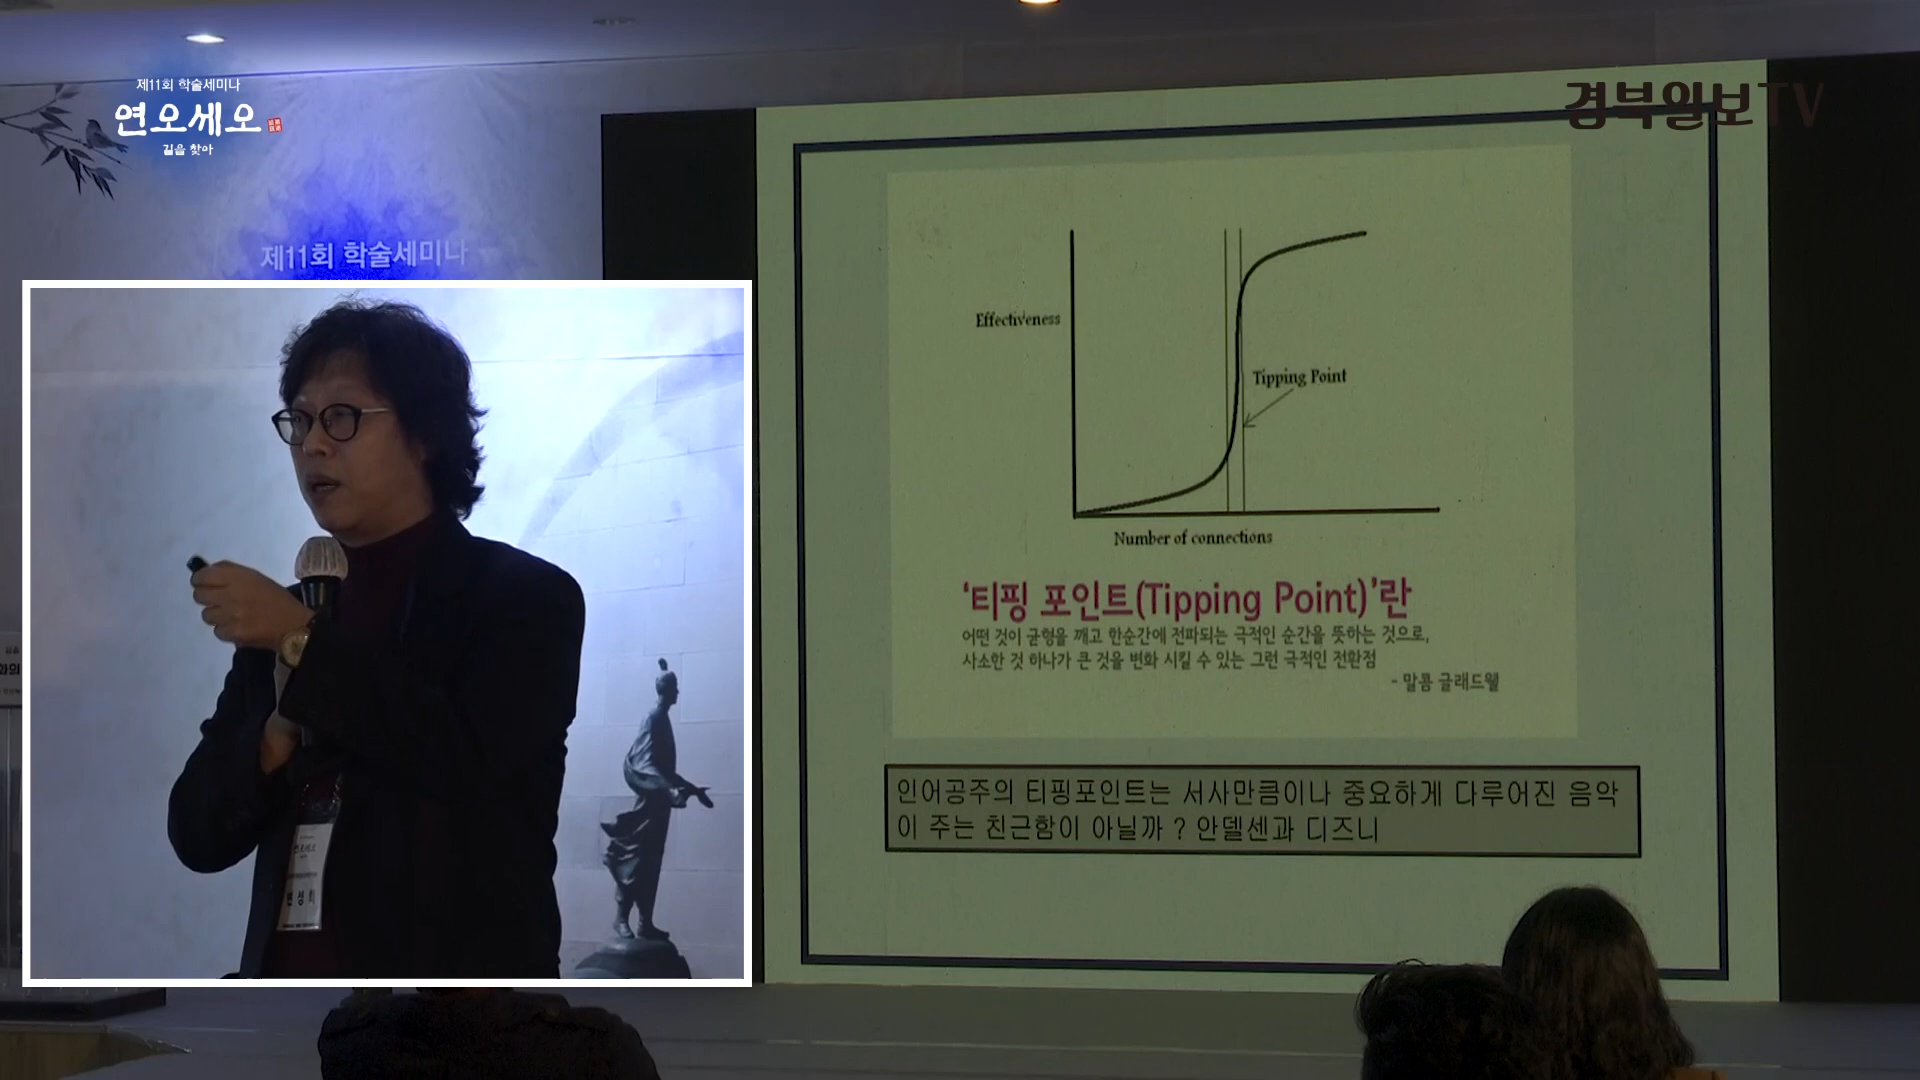 제11회 학술세미나
연오세오
길을 찾아
경북일보TV
제11회 학술세미나
Effectiveness
Tipping Point
Number of connections
‘티핑 포인트(Tipping Point)’란
어떤 것이 균형을 깨고 한순간에 전파되는 극적인 순간을 뜻하는 것으로,
사소한 것 하나가 큰 것을 변화 시킬 수 있는 그런 극적인 전환점
- 말콤 글래드웰
인어공주의 티핑포인트는 서사만큼이나 중요하게 다루어진 음악
이 주는 친근함이 아닐까 ? 안델센과 디즈니